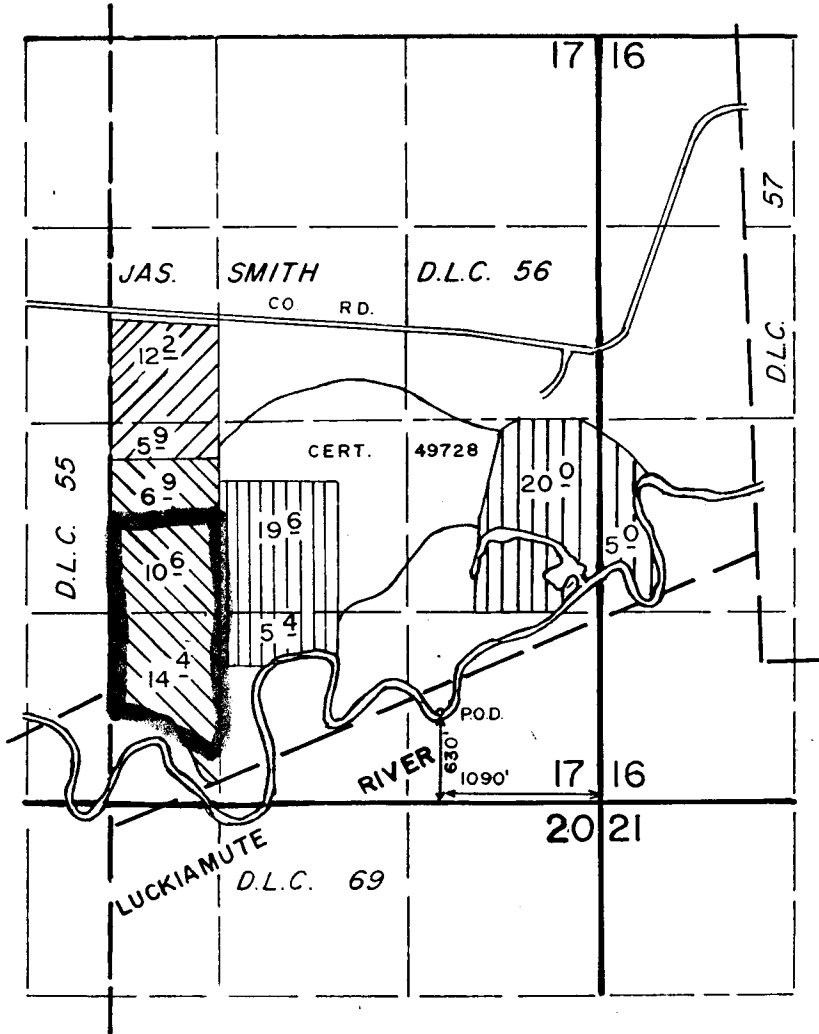 17 16
57
D.L.C.
JAS. SMITH D.L.C. 56
CO. RD.
12 2
5 9
6 9
D.L.C. 55
CERT. 49728
20 0
19 6
5 0
10 6
5 4
14 4
P.O.D.
630'
1090'
17 16
20 21
LUCKIAMUTE RIVER
D.L.C. 69